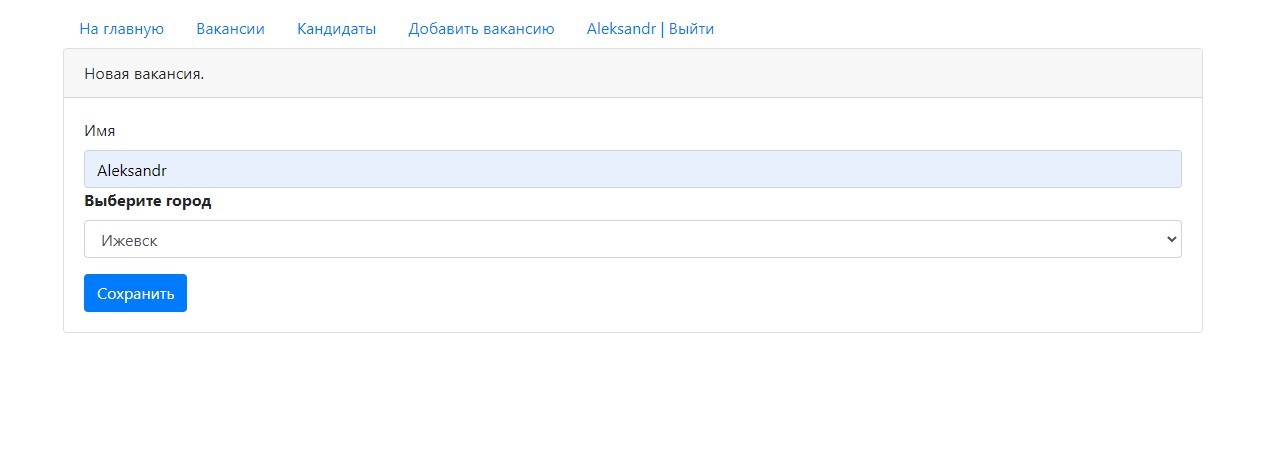 На главную Вакансии Кандидаты Добавить вакансию Aleksandr | Выйти
Новая вакансия.
Имя
Aleksandr
Выберите город
Ижевск
Сохранить